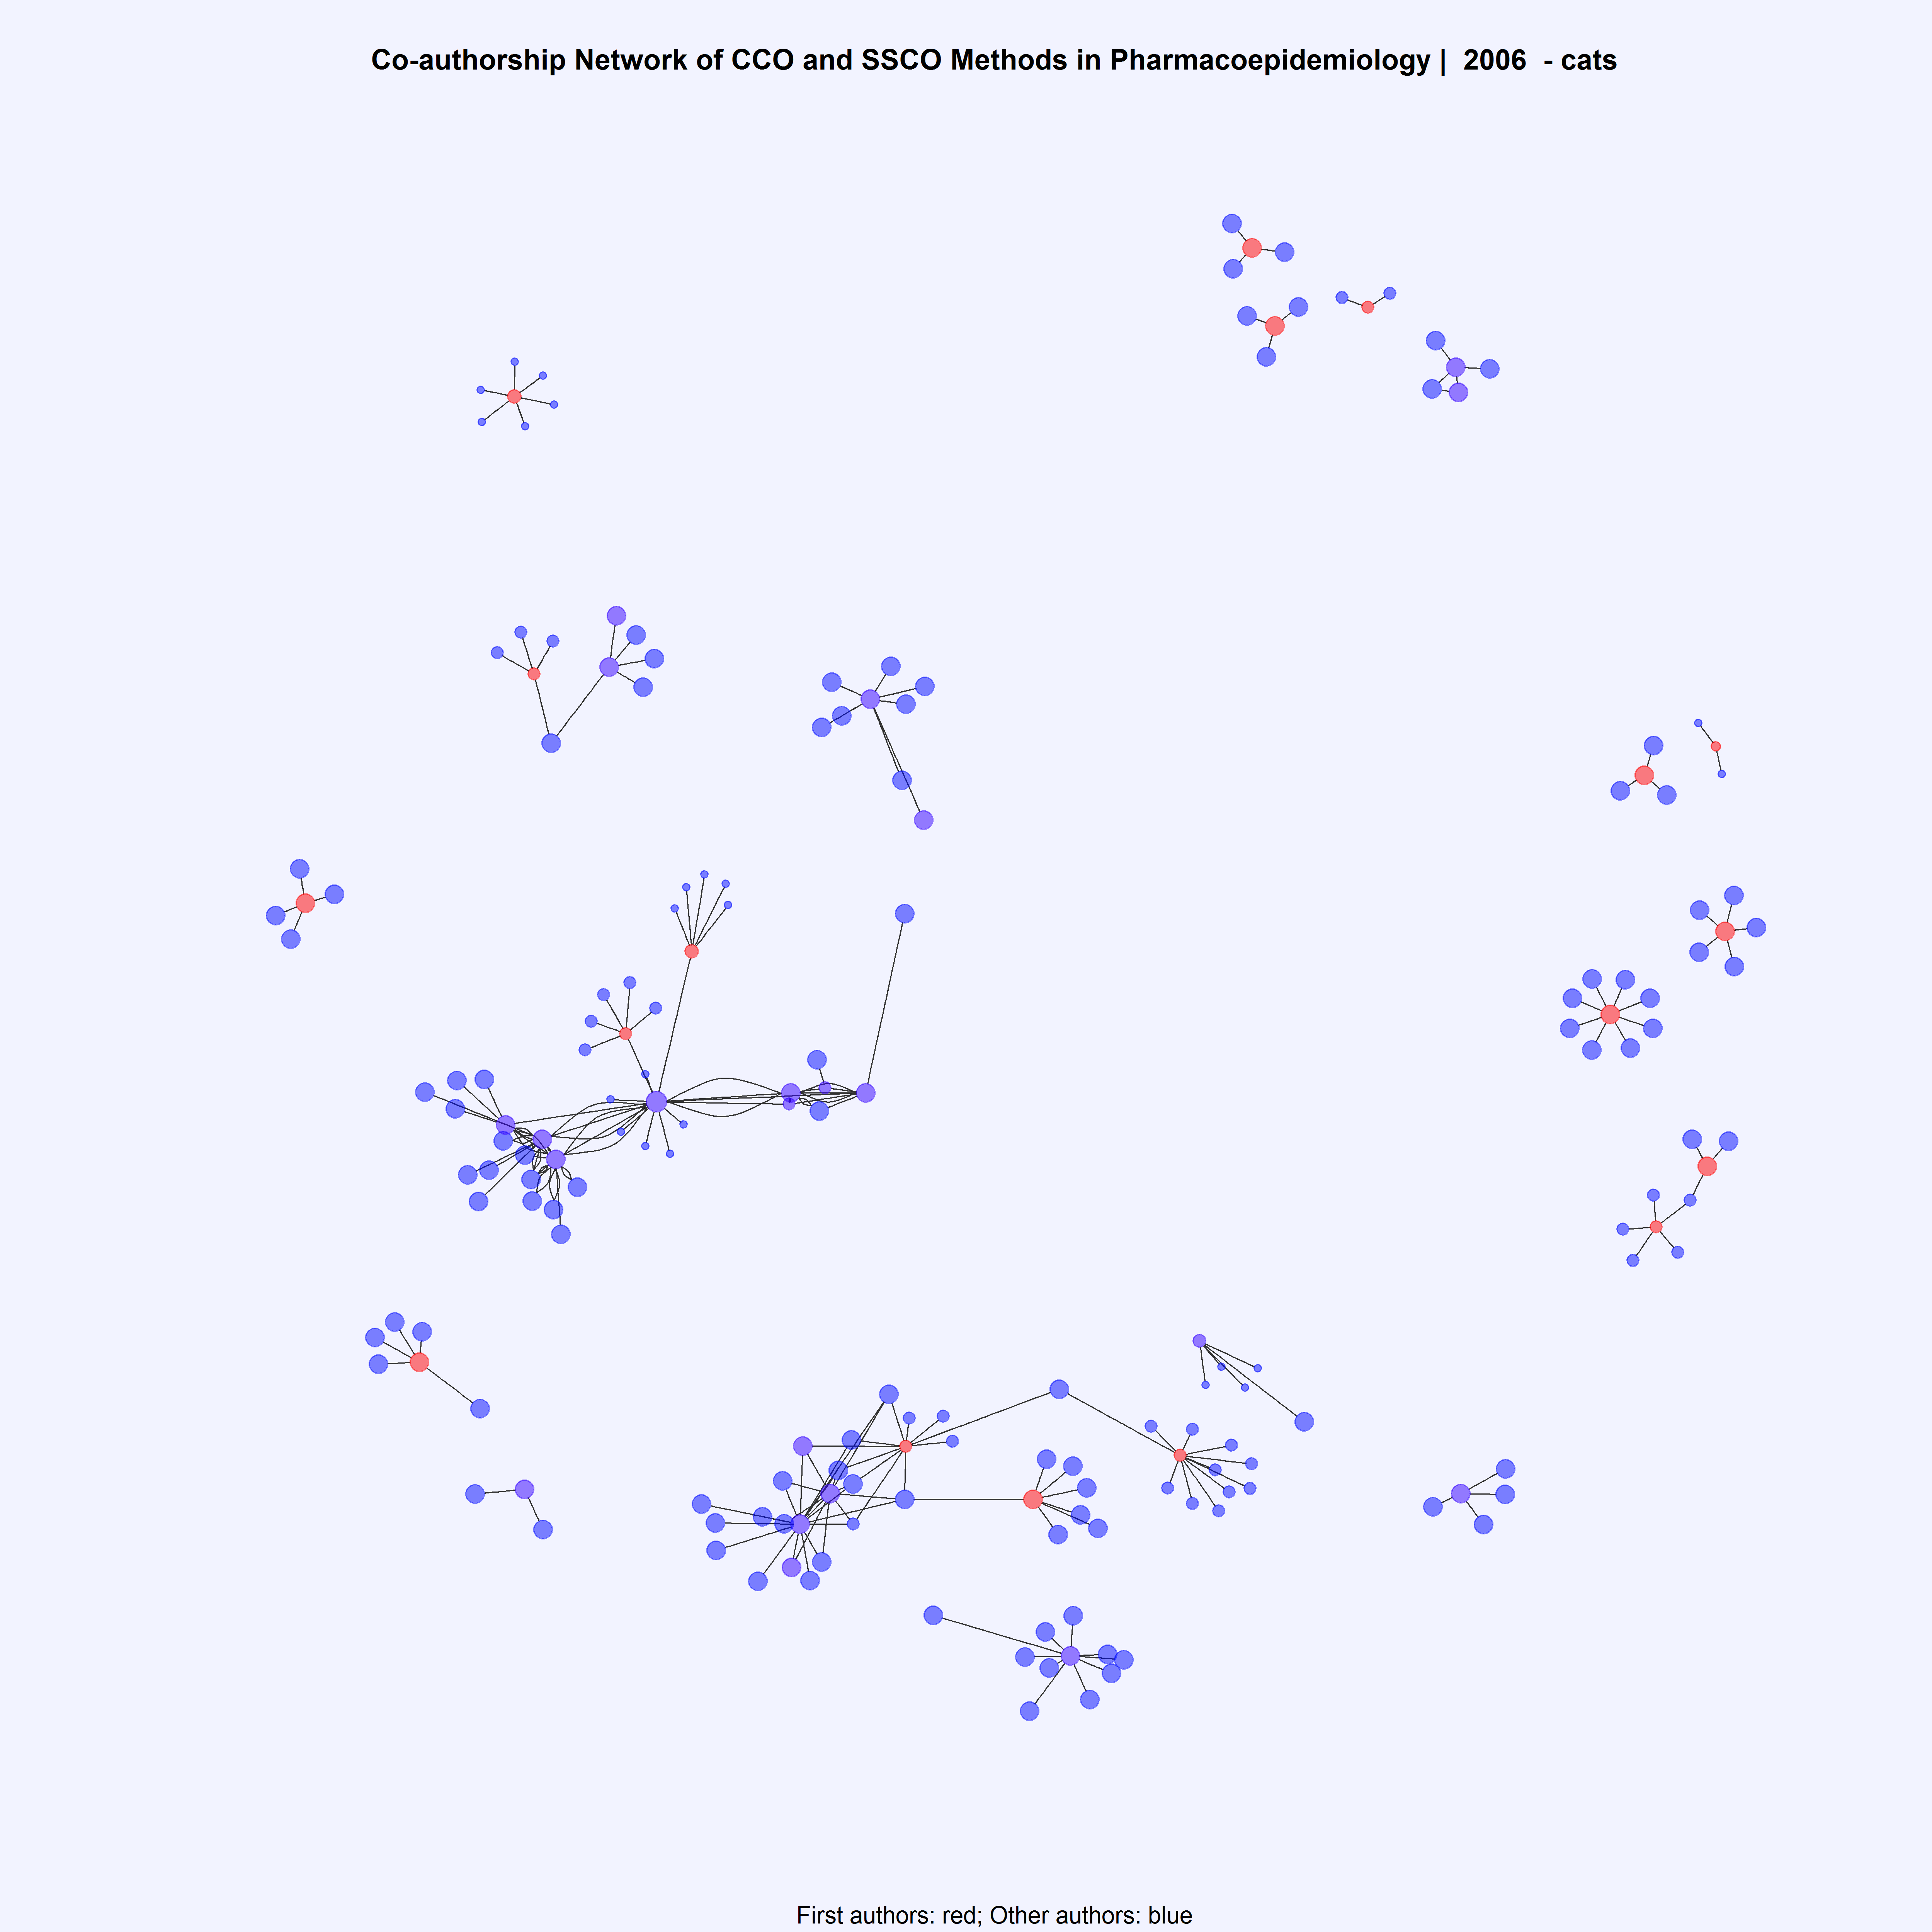 Co-authorship Network of CCO and SSCO Methods in Pharmacoepidemiology |  2006  - cats
First authors: red; Other authors: blue